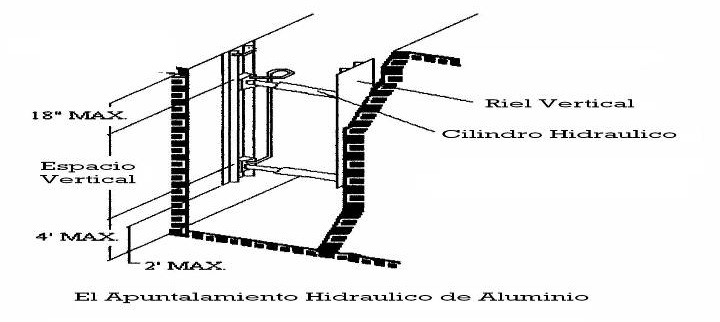 18" MAX.
Riel Vertical
Cilindro Hidraulico
Espacio
Vertical
4' MAX.
2' MAX.
El Apuntalamiento Hidraulico de Aluminio